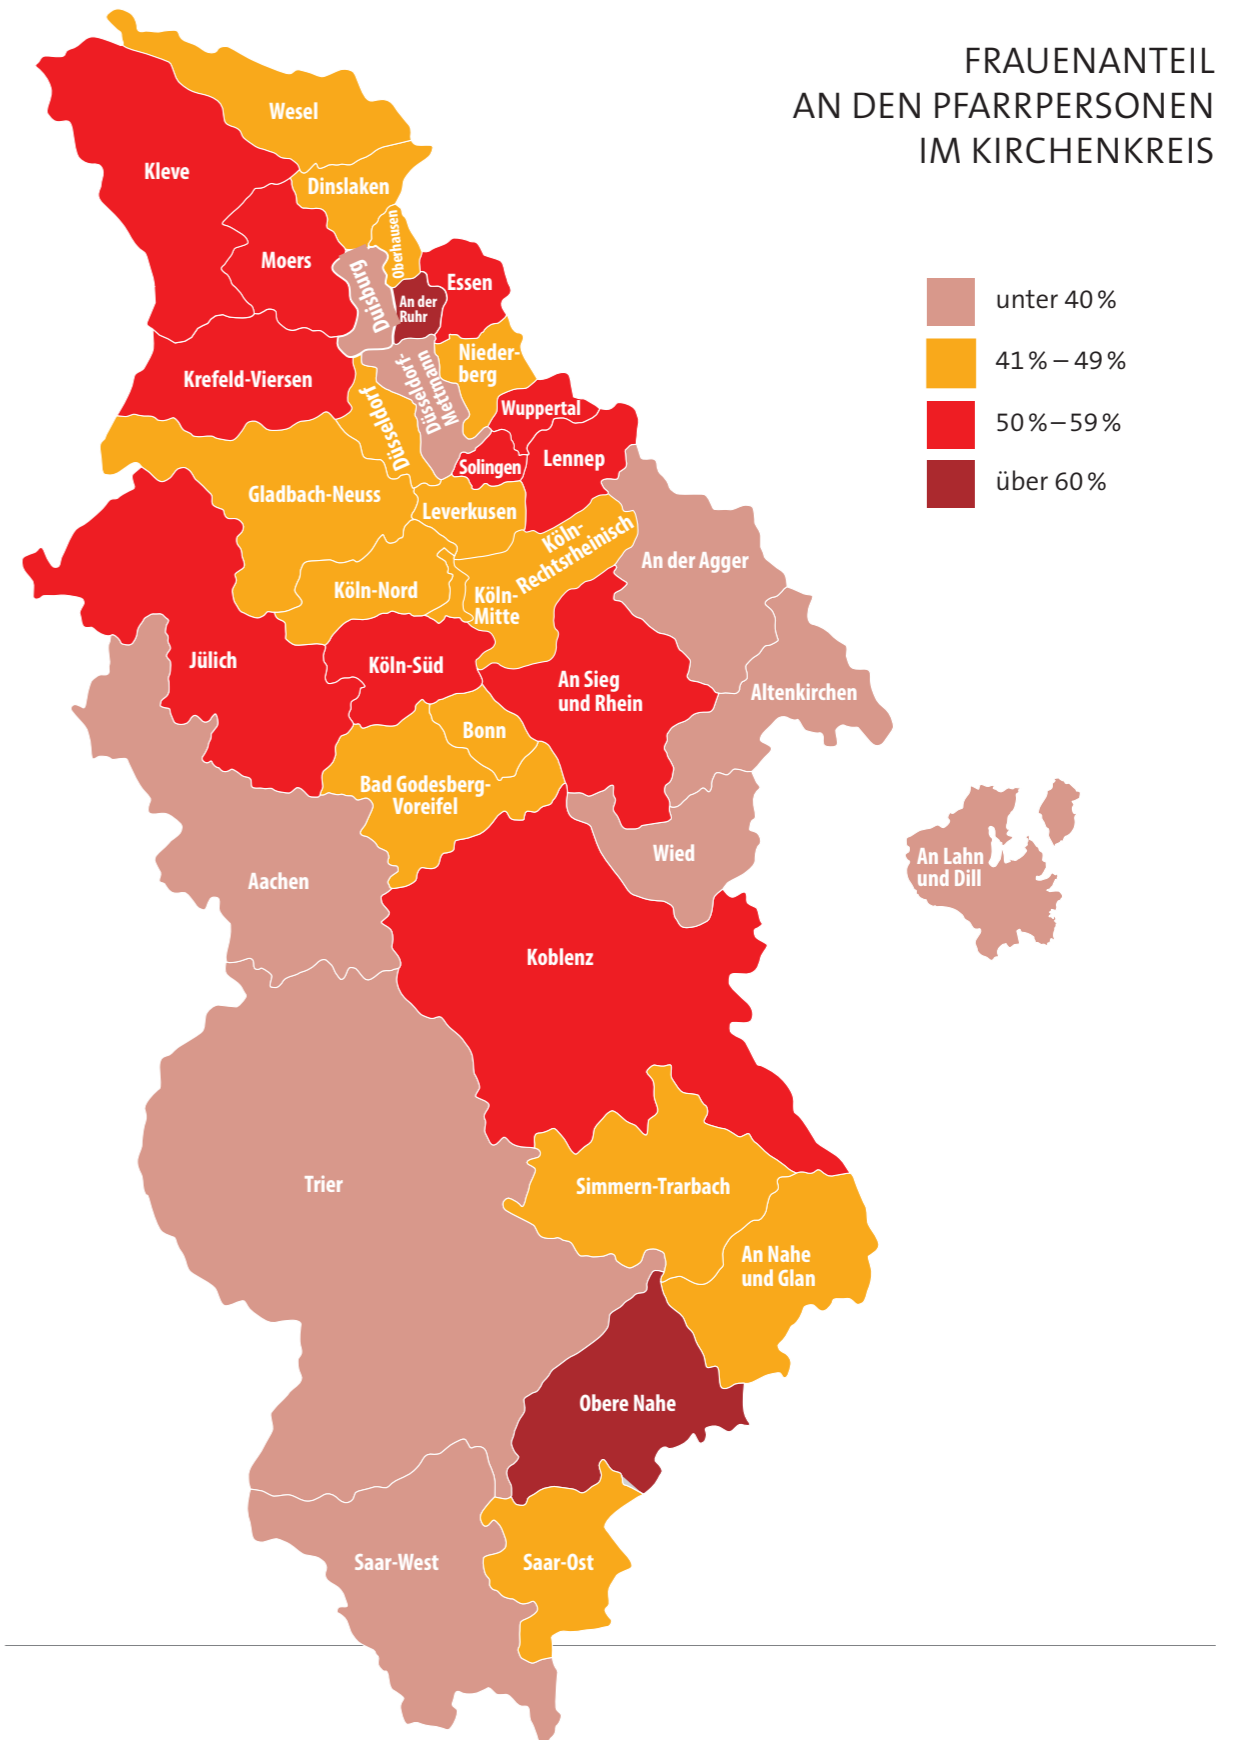 FRAUENANTEIL
AN DEN PFARRPERSONEN
IM KIRCHENKREIS
unter 40 %
41 % – 49 %
50 % – 59 %
über 60 %
Wesel
Kleve
Dinslaken
Oberhausen
Moers
Duisburg
Essen
An der
Ruhr
Krefeld-Viersen
Düsseldorf-
Mettmann
Nieder-
berg
Düsseldorf
Wuppertal
Solingen
Lennep
Gladbach-Neuss
Leverkusen
Köln-
Rechtsrheinisch
An der Agger
Köln-Nord
Köln-
Mitte
Jülich
Köln-Süd
An Sieg
und Rhein
Altenkirchen
Bonn
Bad Godesberg-
Voreifel
Wied
An Lahn
und Dill
Aachen
Koblenz
Trier
Simmern-Trarbach
An Nahe
und Glan
Obere Nahe
Saar-West
Saar-Ost